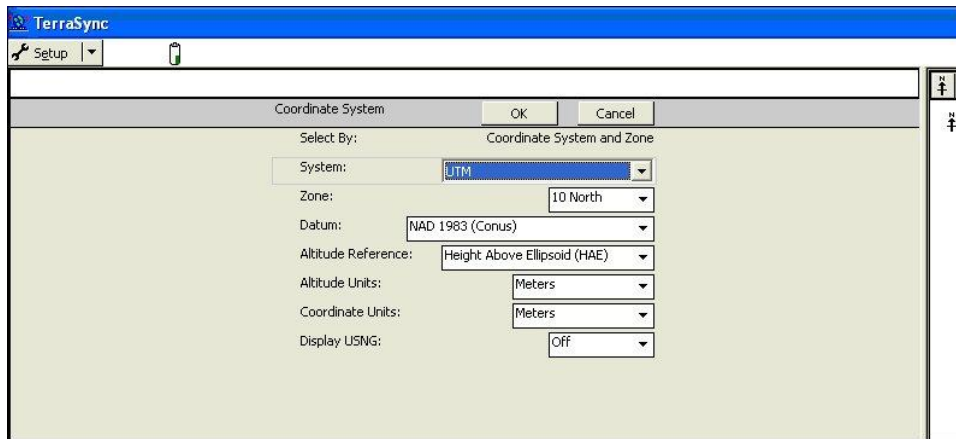 TerraSync
Setup
Coordinate System OK Cancel
Select By: Coordinate System and Zone
System: UTM
Zone: 10 North
Datum: NAD 1983 (Conus)
Altitude Reference: Height Above Ellipsoid (HAE)
Altitude Units: Meters
Coordinate Units: Meters
Display USNG: Off
N
N